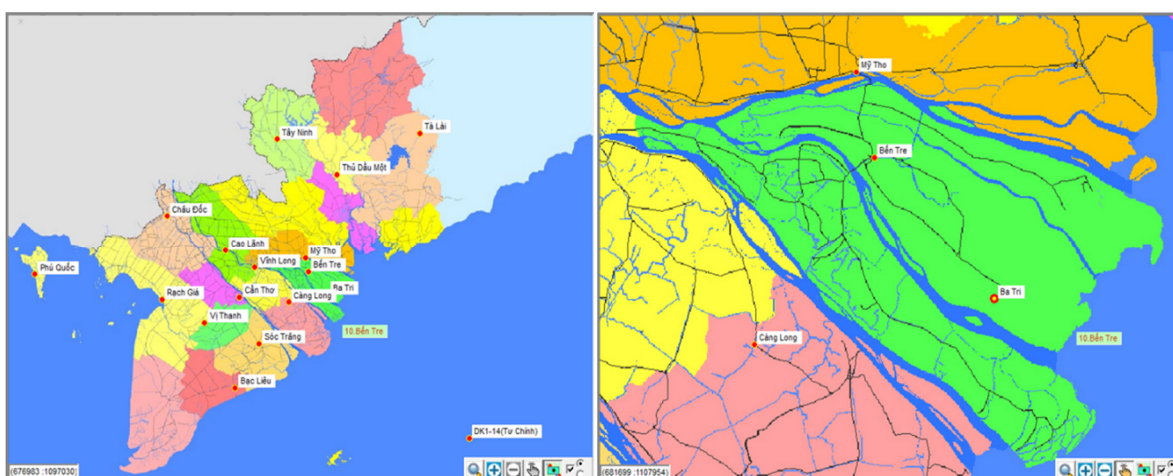 Tà Lài
Tây Ninh
Thủ Dầu Một
Châu Đốc
Cao Lãnh
Mỹ Tho
Vĩnh Long
Bến Tre
Phú Quốc
Ba Tri
Rạch Giá
Cần Thơ
Càng Long
Vị Thanh
10.Bến Tre
Sóc Trăng
Bạc Liêu
DK1-14(Tư Chính)
(676983 :1097030)
Mỹ Tho
Bến Tre
Ba Tri
Càng Long
10.Bến Tre
(681699 :1107954)